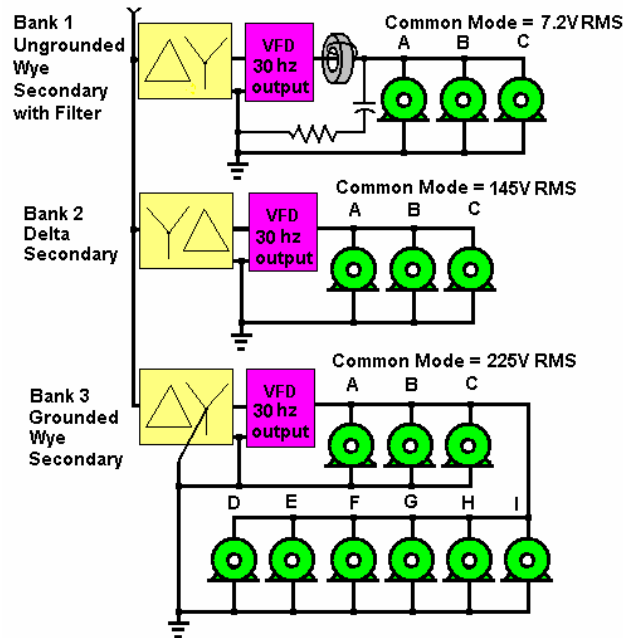 Bank 1
Ungrounded
Wye
Secondary
with Filter
VFD
30 hz
output
Common Mode = 7.2V RMS
A B C
Bank 2
Delta
Secondary
VFD
30 hz
output
Common Mode = 145V RMS
A B C
Bank 3
Grounded
Wye
Secondary
VFD
30 hz
output
Common Mode = 225V RMS
A B C
D E F G H I